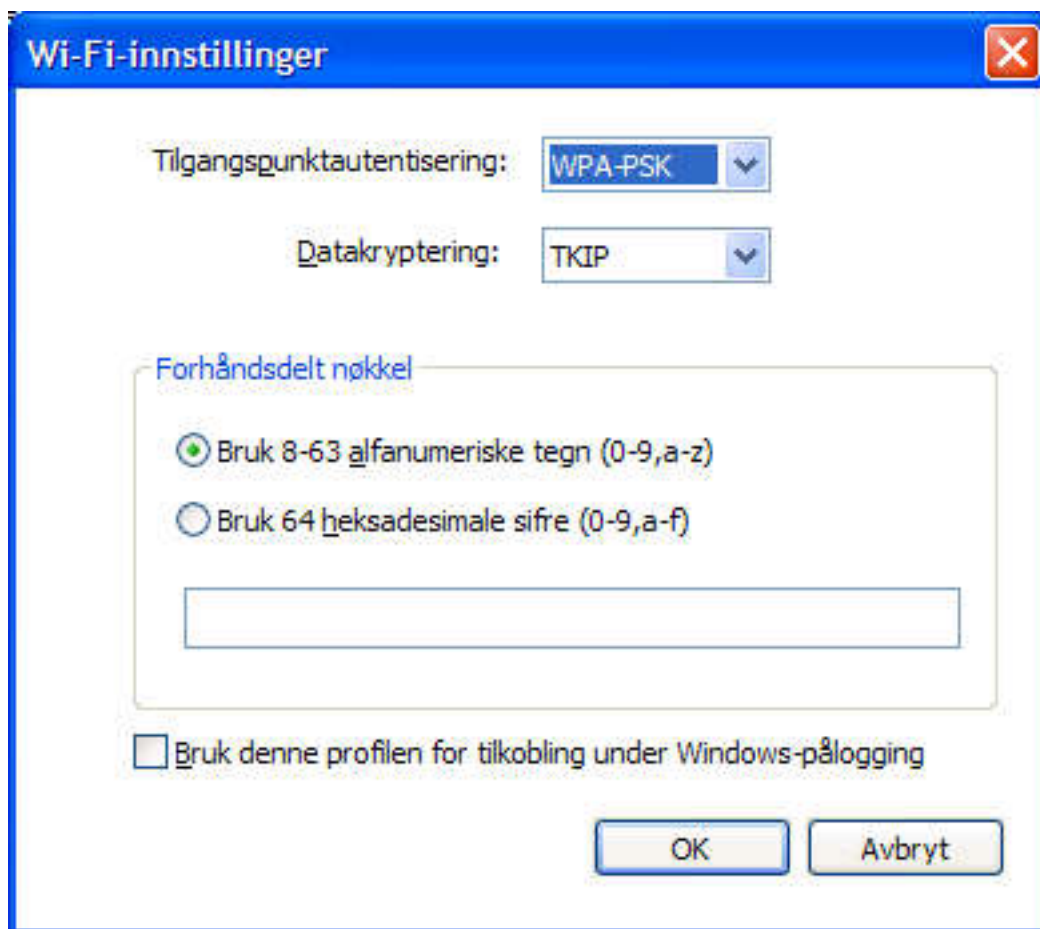 Wi-Fi-innstillinger
Tilgangspunktautentisering: WPA-PSK
Datakryptering: TKIP
Forhåndsdelt nøkkel
Bruk 8-63 alfanumeriske tegn (0-9,a-z)
Bruk 64 heksadesimale sifre (0-9,a-f)
Bruk denne profilen for tilkobling under Windows-pålogging
OK Avbryt